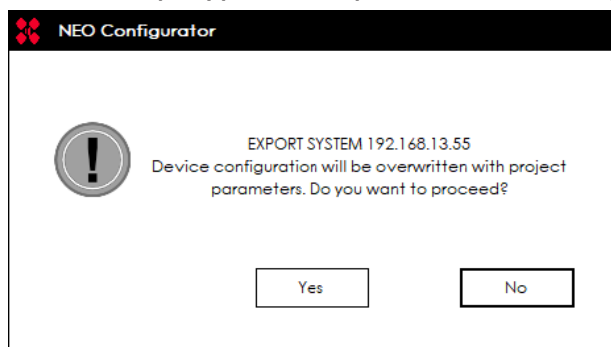 NEO Configurator
EXPORT SYSTEM 192.168.13.55
Device configuration will be overwritten with project
parameters. Do you want to proceed?
Yes
No